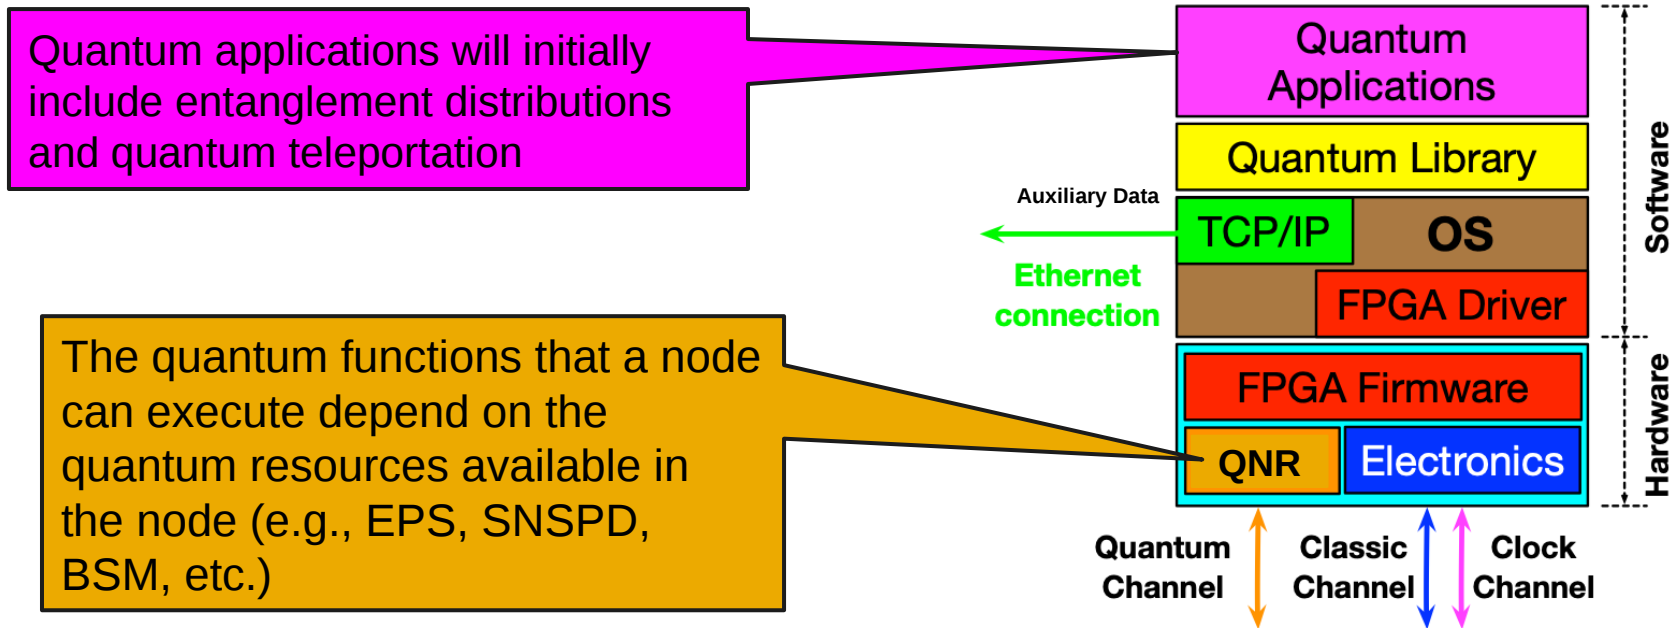 Quantum applications will initially
include entanglement distributions
and quantum teleportation
Quantum
Applications
Quantum Library
Auxiliary Data
TCP/IP
OS
Ethernet
connection
FPGA Driver
Software
The quantum functions that a node
can execute depend on the
quantum resources available in
the node (e.g., EPS, SNSPD,
BSM, etc.)
FPGA Firmware
QNR
Electronics
Hardware
Quantum
Channel
Classic
Channel
Clock
Channel